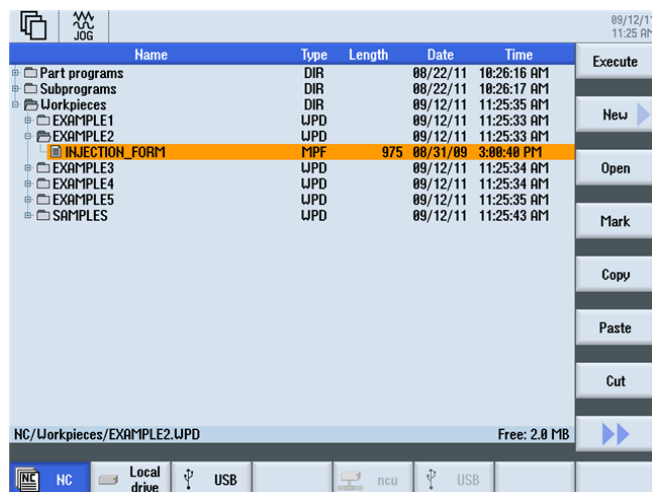 JOG
09/12/1
11:25 AM
Name Type Length Date Time
Part programs DIR 08/22/11 10:26:16 AM
Subprograms DIR 08/22/11 10:26:17 AM
Workpieces DIR 09/12/11 11:25:35 AM
EXAMPLE1 WPD 09/12/11 11:25:33 AM
EXAMPLE2 WPD 09/12/11 11:25:33 AM
INJECTION_FORM MPF 975 08/31/09 3:00:40 PM
EXAMPLE3 WPD 09/12/11 11:25:34 AM
EXAMPLE4 WPD 09/12/11 11:25:34 AM
EXAMPLE5 WPD 09/12/11 11:25:35 AM
SAMPLES WPD 09/12/11 11:25:43 AM
NC/Workpieces/EXAMPLE2.WPD Free: 2.0 MB
Execute
New
Open
Mark
Copy
Paste
Cut
NC NC
Local
drive
USB
ncu
USB